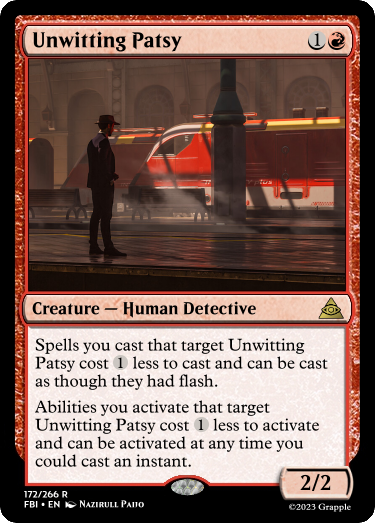 Unwitting Patsy 1
Creature — Human Detective
Spells you cast that target Unwitting
Patsy cost 1 less to cast and can be cast
as though they had flash.
Abilities you activate that target
Unwitting Patsy cost 1 less to activate
and can be activated at any time you
could cast an instant.
2/2
172/266 R
FBI • EN Nazirull Paijo
©2023 Grapple